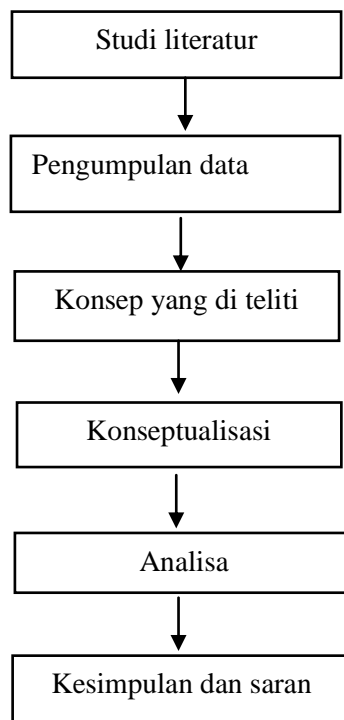 Studi literatur
Pengumpulan data
Konsep yang di teliti
Konseptualisasi
Analisa
Kesimpulan dan saran